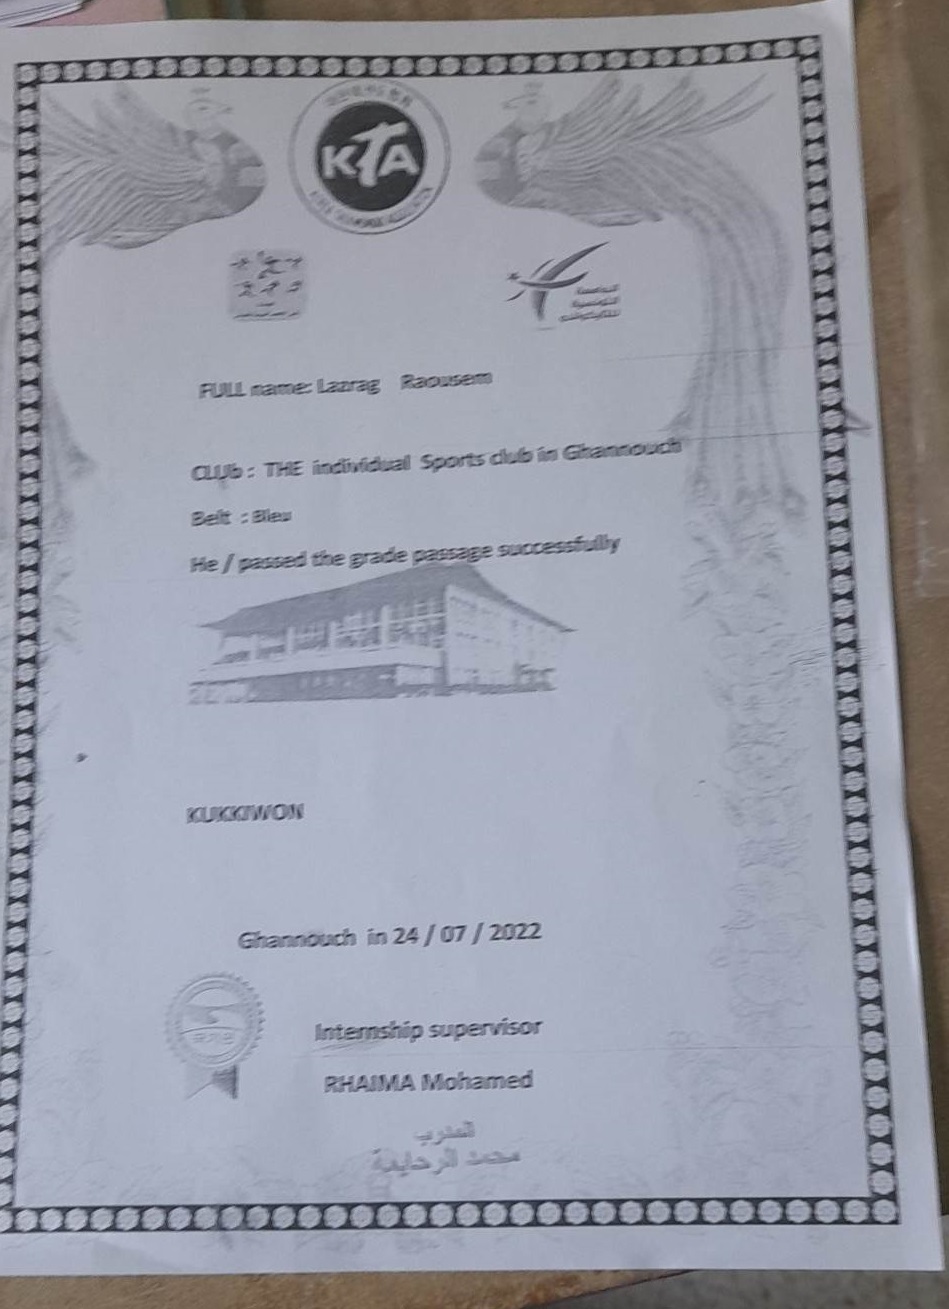 KTA
FULL name: Lazrag Raousem
CLUb : THE individual Sports club in Ghannouch
Belt : Bleu
He / passed the grade passage successfully
KUKKIWON
Ghannouch in 24 / 07 / 2022
Internship supervisor
RHAIMA Mohamed
المدرب
محمد الرحايمة